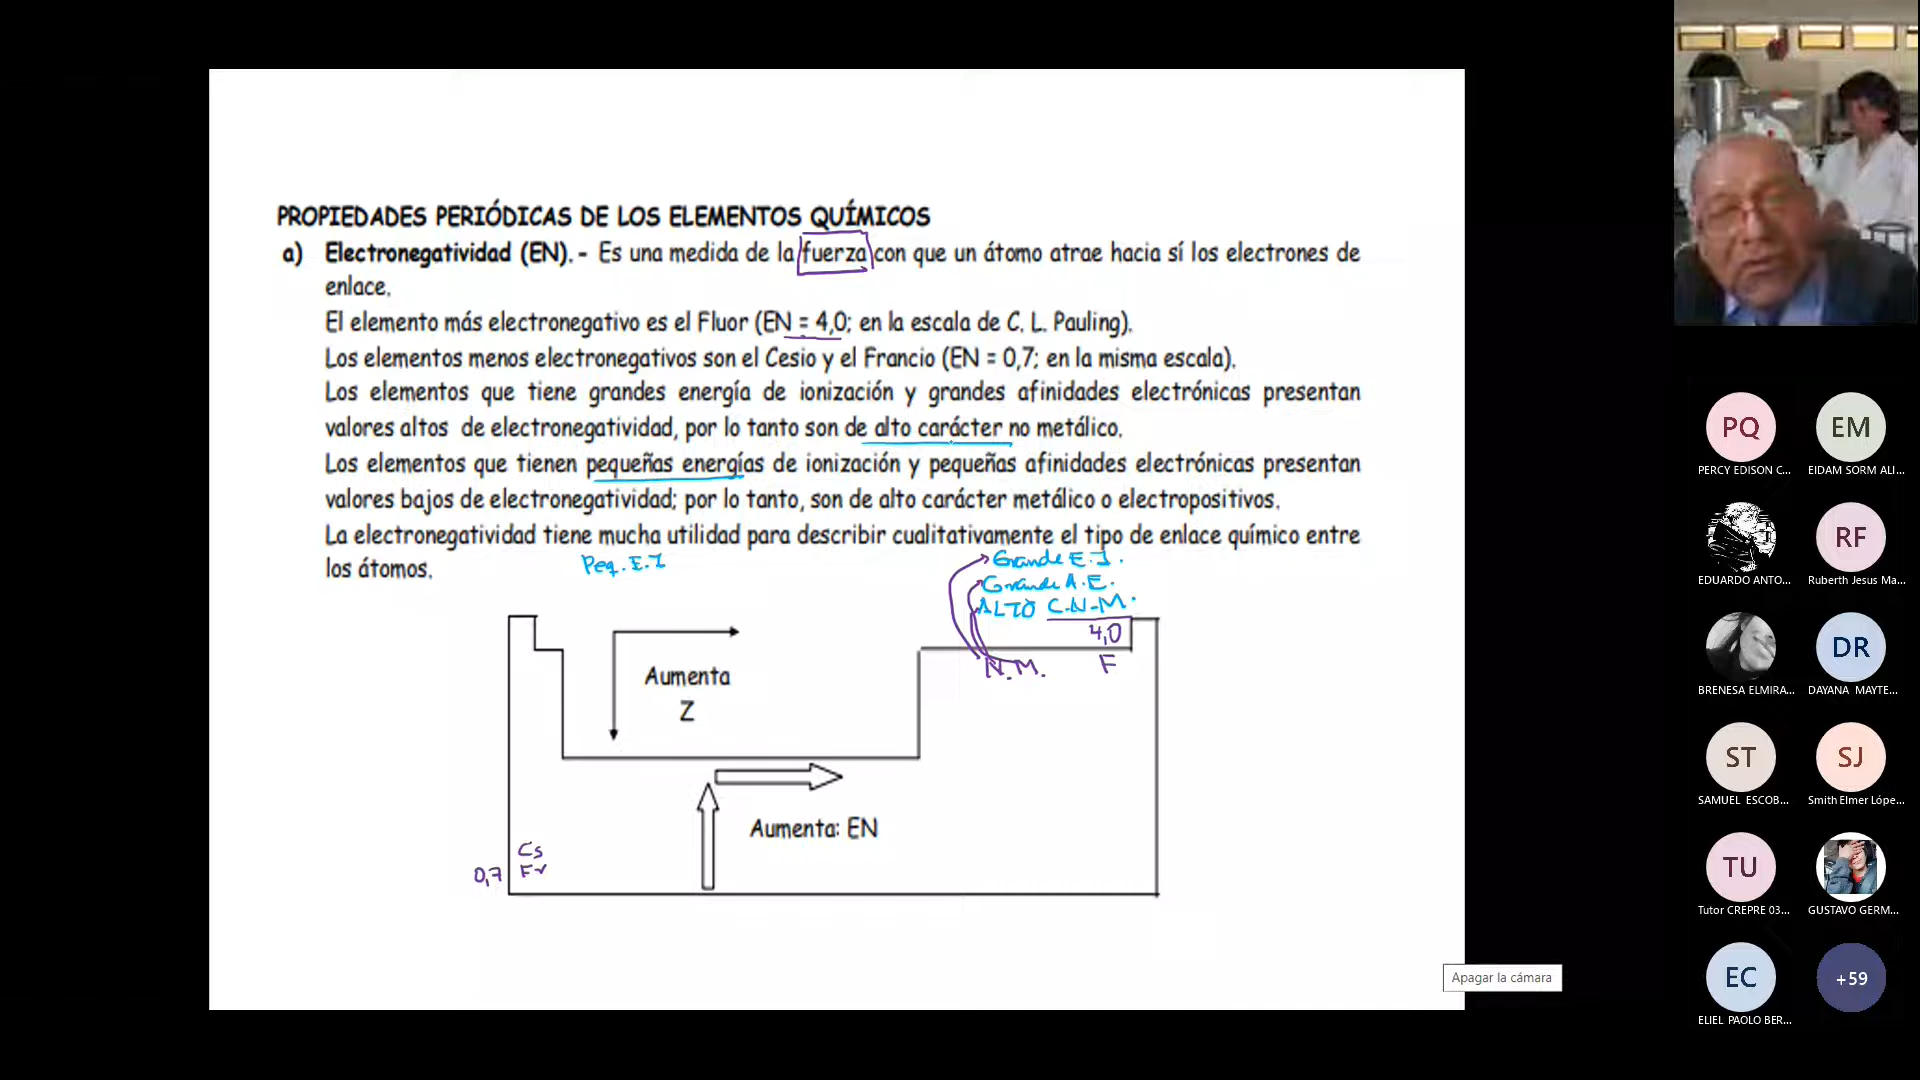 PROPIEDADES PERIÓDICAS DE LOS ELEMENTOS QUÍMICOS
a) Electronegatividad (EN). - Es una medida de la fuerza con que un átomo atrae hacia sí los electrones de
enlace.
El elemento más electronegativo es el Fluor (EN = 4,0; en la escala de C. L. Pauling).
Los elementos menos electronegativos son el Cesio y el Francio (EN = 0,7; en la misma escala).
Los elementos que tiene grandes energía de ionización y grandes afinidades electrónicas presentan
valores altos de electronegatividad, por lo tanto son de alto carácter no metálico.
Los elementos que tienen pequeñas energías de ionización y pequeñas afinidades electrónicas presentan
valores bajos de electronegatividad; por lo tanto, son de alto carácter metálico o electropositivos.
La electronegatividad tiene mucha utilidad para describir cualitativamente el tipo de enlace químico entre
los átomos.
Peq. E.I
Grande E.I.
Grande A.E.
ALTO C.N.M.
4,0
N.M. F
Aumenta
Z
Aumenta: EN
Cs
0,7 Fr
Apagar la cámara
PQ EM
PERCY EDISON C... EIDAM SORM ALI...
RF
EDUARDO ANTO... Ruberth Jesus Ma...
DR
BRENESA ELMIRA... DAYANA MAYTE...
ST SJ
SAMUEL ESCOB... Smith Elmer Lópe...
TU
Tutor CREPRE 03... GUSTAVO GERM...
EC +59
ELIEL PAOLO BER...